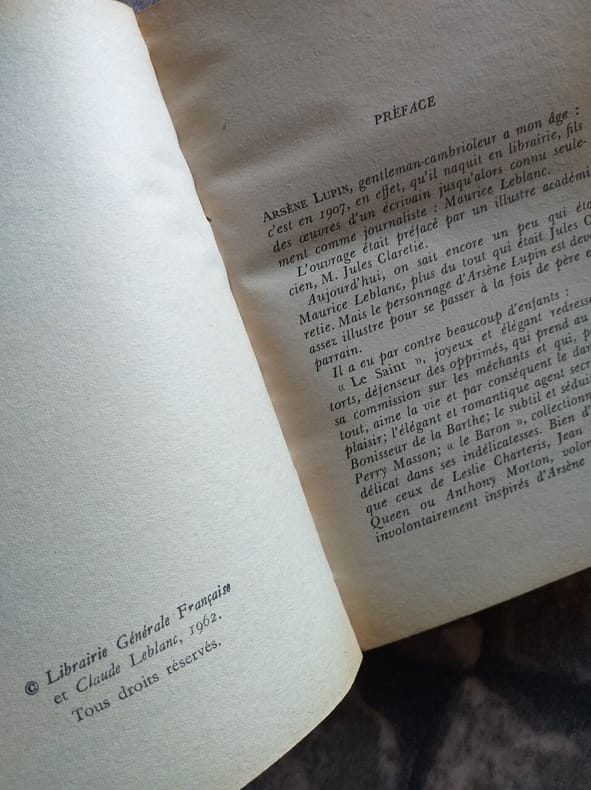 © Librairie Générale Française
et Claude Leblanc, 1962.
Tous droits réservés.
PRÉFACE
ARSÈNE LUPIN, gentleman-cambrioleur a mon âge :
c'est en 1907, en effet, qu'il naquit en librairie, fils
des œuvres d'un écrivain jusqu'alors connu seule-
ment comme journaliste : Maurice Leblanc.
L'ouvrage était préfacé par un illustre académi
cien, M. Jules Claretie.
Aujourd'hui, on sait encore un peu qui éta
Maurice Leblanc, plus du tout qui était Jules C
retie. Mais le personnage d'Arsène Lupin est deve
assez illustre pour se passer à la fois de père e
parrain.
Il a eu par contre beaucoup d'enfants :
« Le Saint », joyeux et élégant redresse
torts, défenseur des opprimés, qui prend au
sa commission sur les méchants et qui, p
tout, aime la vie et par conséquent le dan
plaisir; l'élégant et romantique agent secr
Bonisseur de la Barthe; le subtil et sédui
Perry Masson; « le Baron », collectionn
délicat dans ses indélicatesses. Bien d'
que ceux de Leslie Charteris, Jean
Queen ou Anthony Morton, volon
involontairement inspirés d'Arsène